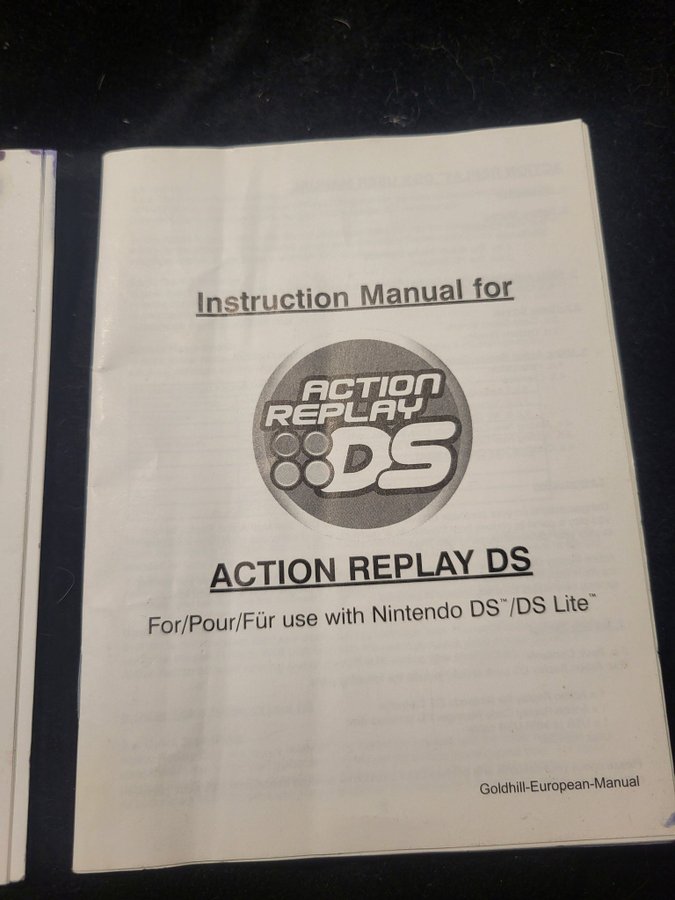 Instruction Manual for
ACTION
REPLAY
DS
ACTION REPLAY DS
For/Pour/Für use with Nintendo DS™/DS Lite™
Goldhill-European-Manual